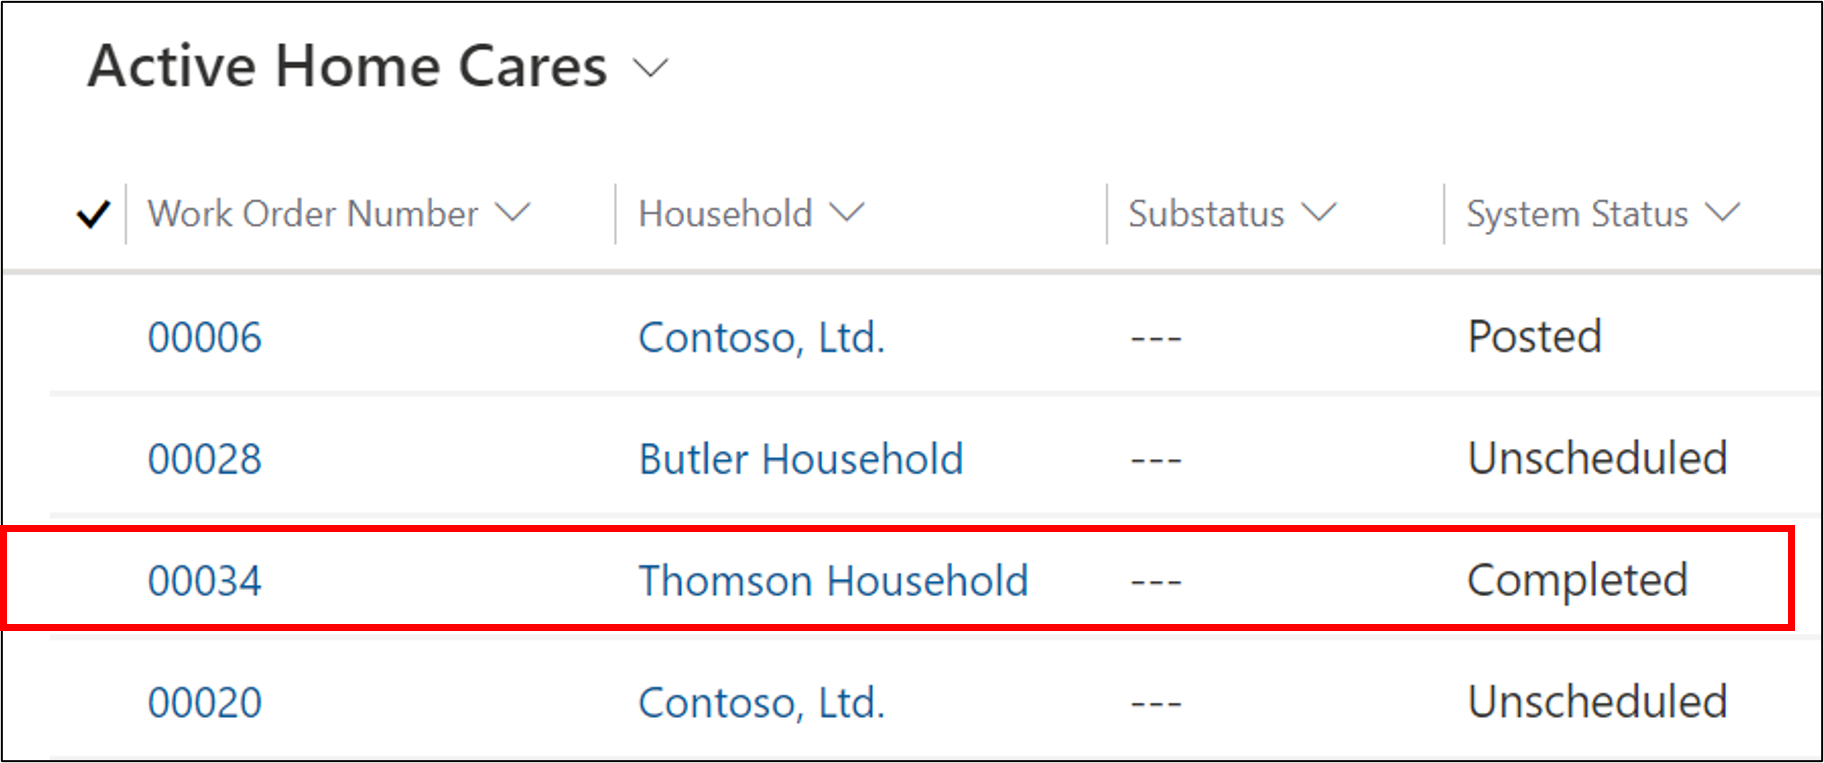 Active Home Cares
Work Order Number Household Substatus System Status
00006 Contoso, Ltd. --- Posted
00028 Butler Household --- Unscheduled
00034 Thomson Household --- Completed
00020 Contoso, Ltd. --- Unscheduled